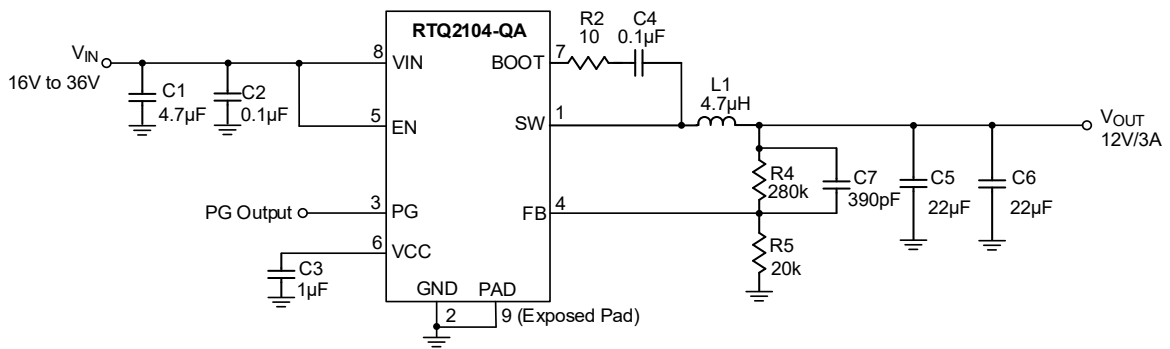 RTQ2104-QA
VIN
16V to 36V
C1
4.7µF
C2
0.1µF
8
VIN
5
EN
PG Output
3
PG
6
VCC
C3
1µF
GND
PAD
2
9 (Exposed Pad)
BOOT
7
R2
10
C4
0.1µF
SW
1
L1
4.7µH
FB
4
R4
280k
C7
390pF
R5
20k
C5
22µF
C6
22µF
VOUT
12V/3A